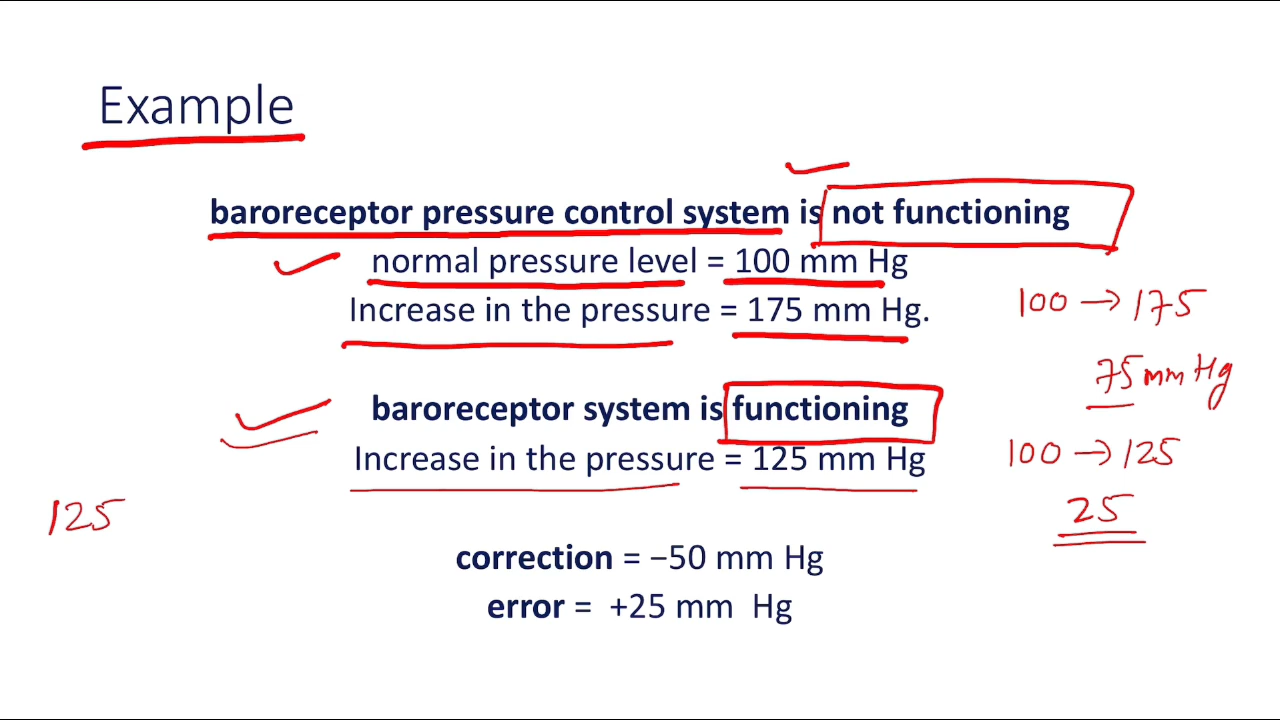 Example
baroreceptor pressure control system is not functioning
normal pressure level = 100 mm Hg
Increase in the pressure = 175 mm Hg.
100 → 175
75 mm Hg
baroreceptor system is functioning
Increase in the pressure = 125 mm Hg
100 → 125
25
125
correction = −50 mm Hg
error = +25 mm Hg